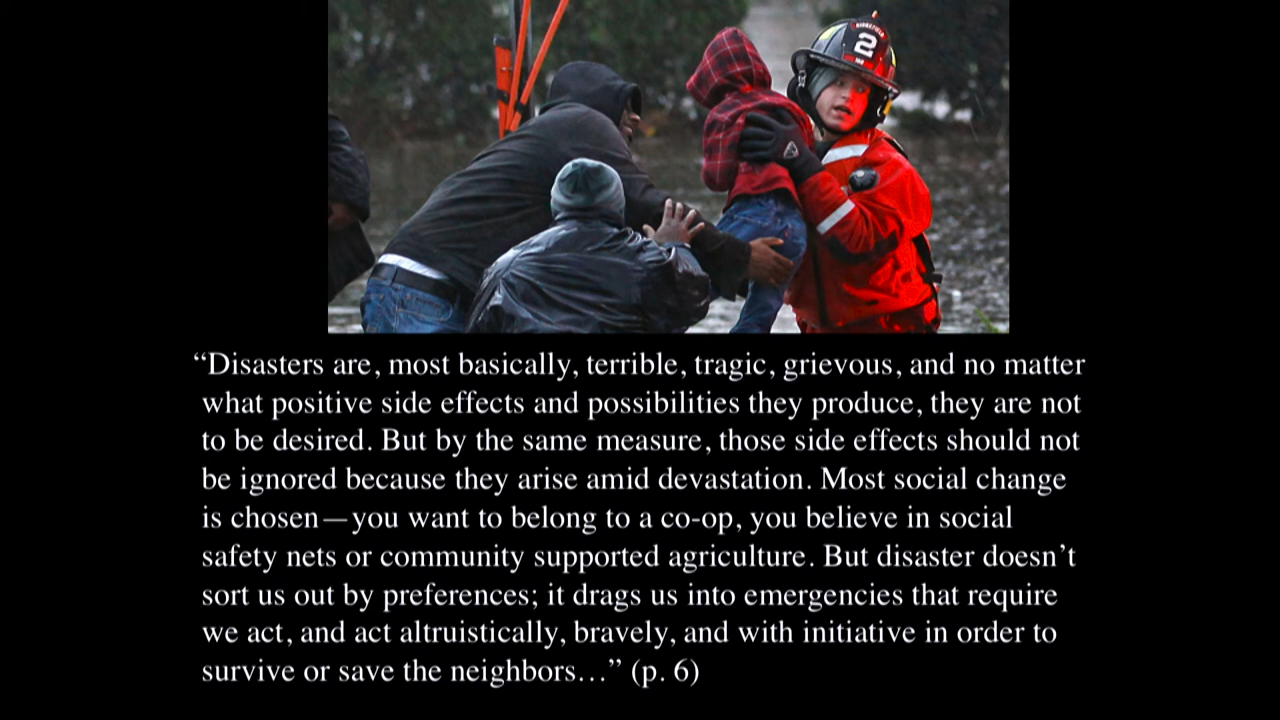 2
“Disasters are, most basically, terrible, tragic, grievous, and no matter
what positive side effects and possibilities they produce, they are not
to be desired. But by the same measure, those side effects should not
be ignored because they arise amid devastation. Most social change
is chosen—you want to belong to a co-op, you believe in social
safety nets or community supported agriculture. But disaster doesn’t
sort us out by preferences; it drags us into emergencies that require
we act, and act altruistically, bravely, and with initiative in order to
survive or save the neighbors…” (p. 6)